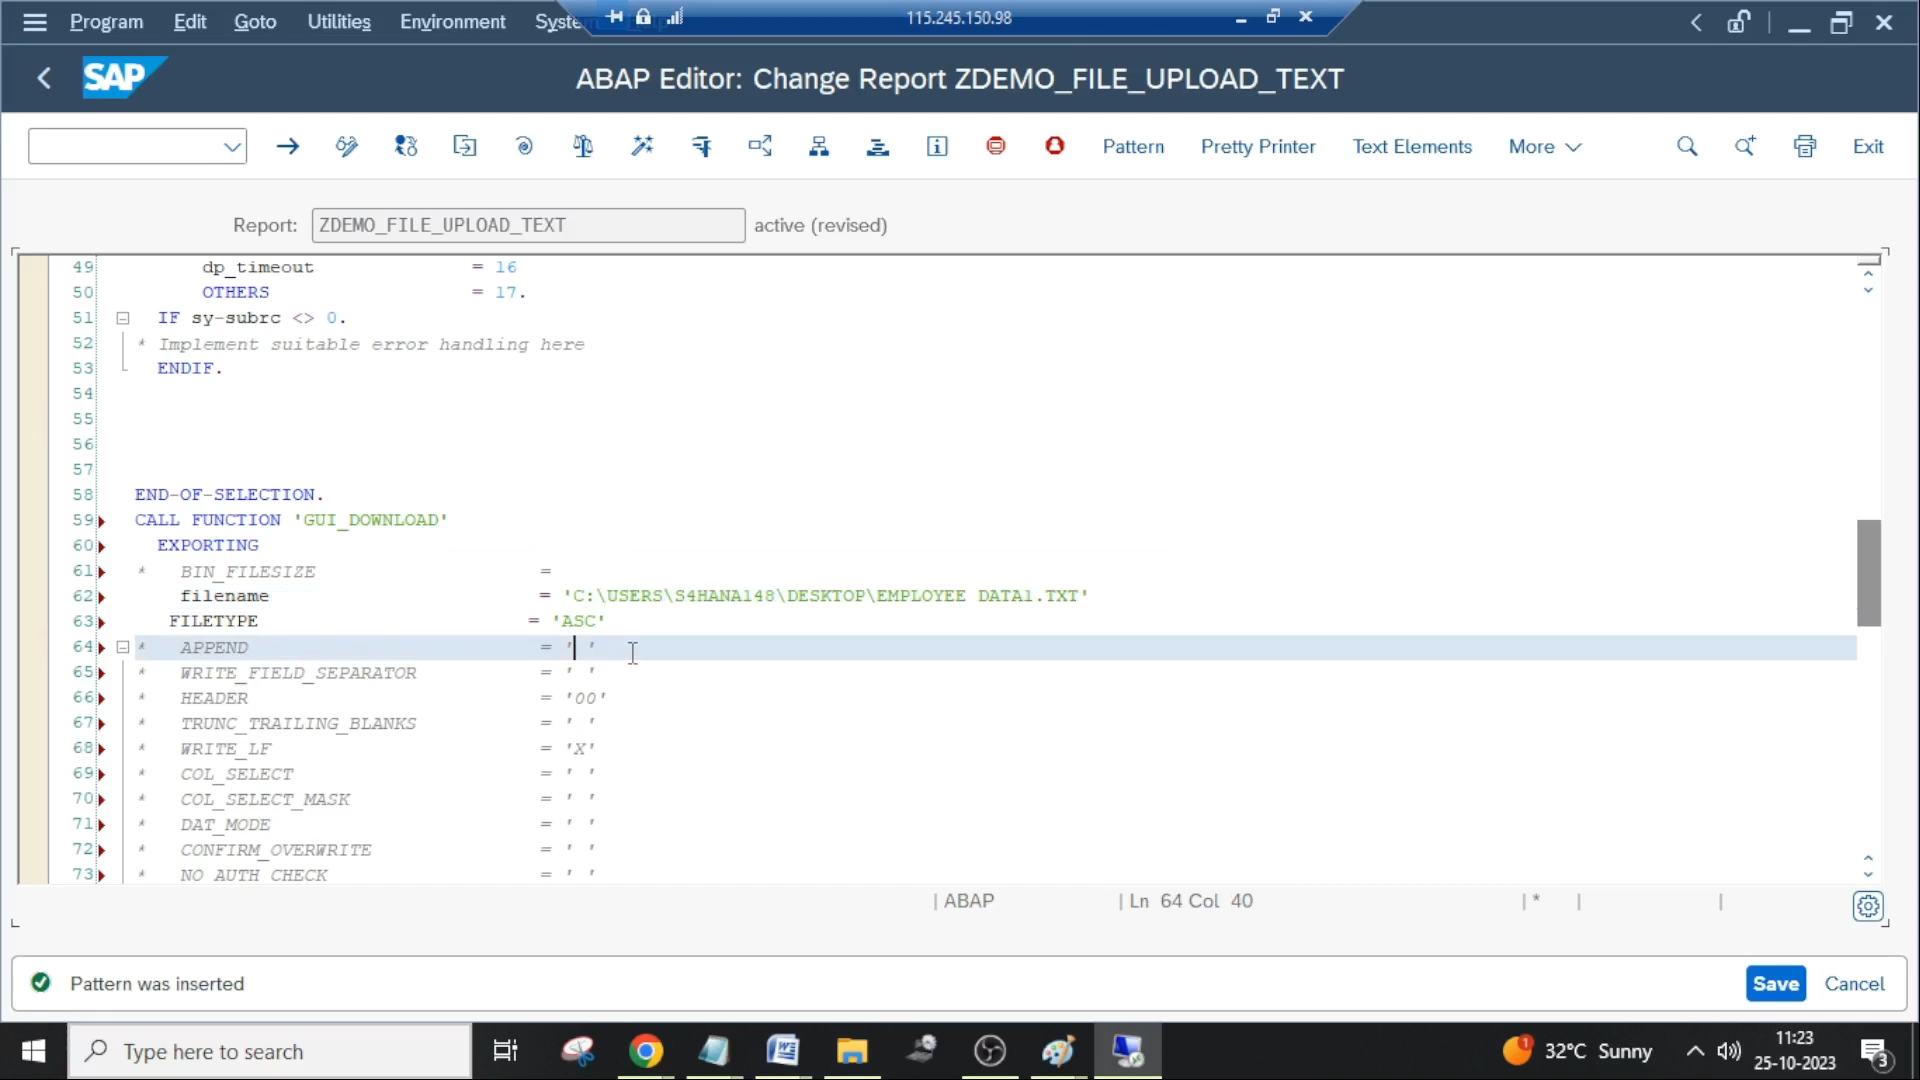 Program Edit Goto Utilities Environment Syste
115.245.150.98
SAP
ABAP Editor: Change Report ZDEMO_FILE_UPLOAD_TEXT
Pattern Pretty Printer Text Elements More Exit
Report: ZDEMO_FILE_UPLOAD_TEXT active (revised)
49 dp_timeout = 16
50 OTHERS = 17.
51 IF sy-subrc <> 0.
52 * Implement suitable error handling here
53 ENDIF.
54
55
56
57
58 END-OF-SELECTION.
59 CALL FUNCTION 'GUI_DOWNLOAD'
60 EXPORTING
61 * BIN_FILESIZE =
62 filename = 'C:\USERS\S4HANA148\DESKTOP\EMPLOYEE DATA1.TXT'
63 FILETYPE = 'ASC'
64 * APPEND = ' '
65 * WRITE_FIELD_SEPARATOR = ' '
66 * HEADER = '00'
67 * TRUNC_TRAILING_BLANKS = ' '
68 * WRITE_LF = 'X'
69 * COL_SELECT = ' '
70 * COL_SELECT_MASK = ' '
71 * DAT_MODE = ' '
72 * CONFIRM_OVERWRITE = ' '
73 * NO_AUTH_CHECK = ' '
| ABAP | Ln 64 Col 40 | * | |
Pattern was inserted Save Cancel
Type here to search
1 32°C Sunny
11:23
25-10-2023
3